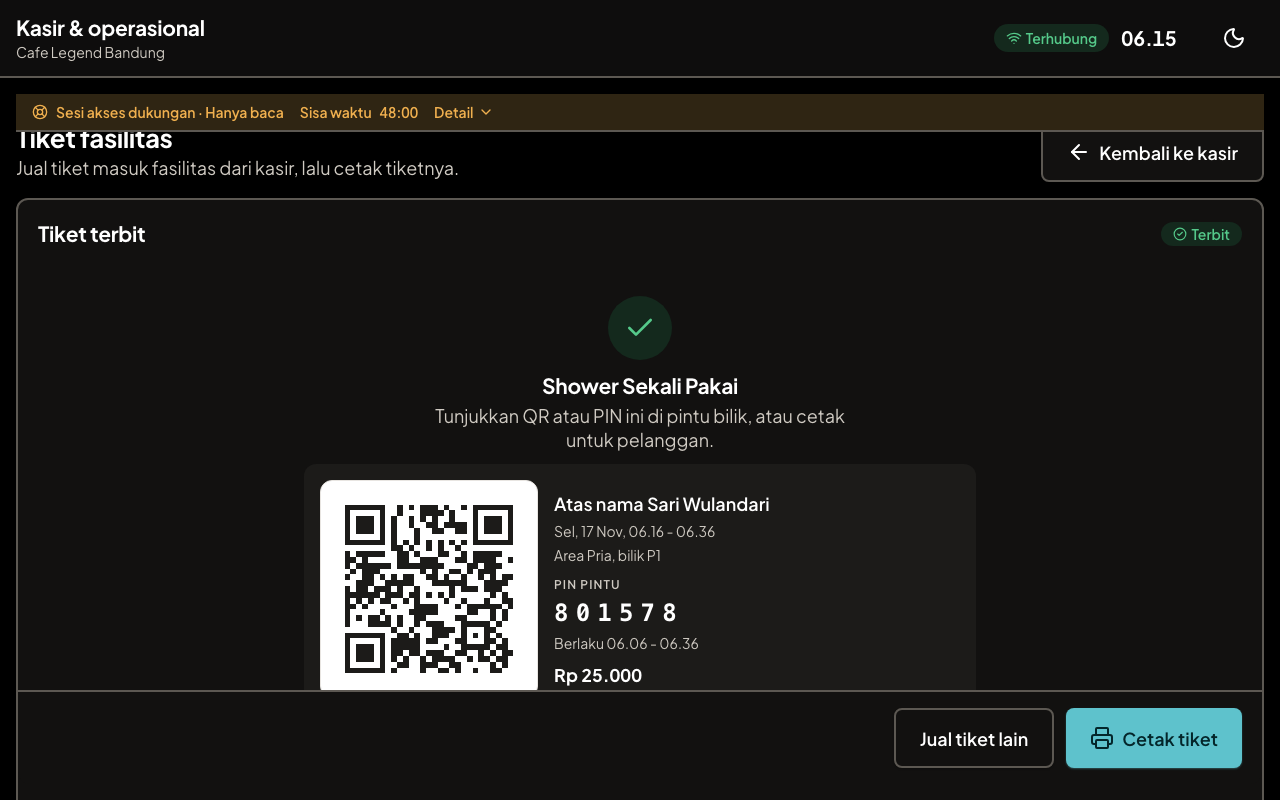 Kasir & operasional
Cafe Legend Bandung
Terhubung
06.15
Sesi akses dukungan · Hanya baca
Sisa waktu 48:00
Detail
Tiket fasilitas
Jual tiket masuk fasilitas dari kasir, lalu cetak tiketnya.
Kembali ke kasir
Tiket terbit
Terbit
Shower Sekali Pakai
Tunjukkan QR atau PIN ini di pintu bilik, atau cetak
untuk pelanggan.
Atas nama Sari Wulandari
Sel, 17 Nov, 06.16 - 06.36
Area Pria, bilik P1
PIN PINTU
801578
Berlaku 06.06 - 06.36
Rp 25.000
Jual tiket lain
Cetak tiket